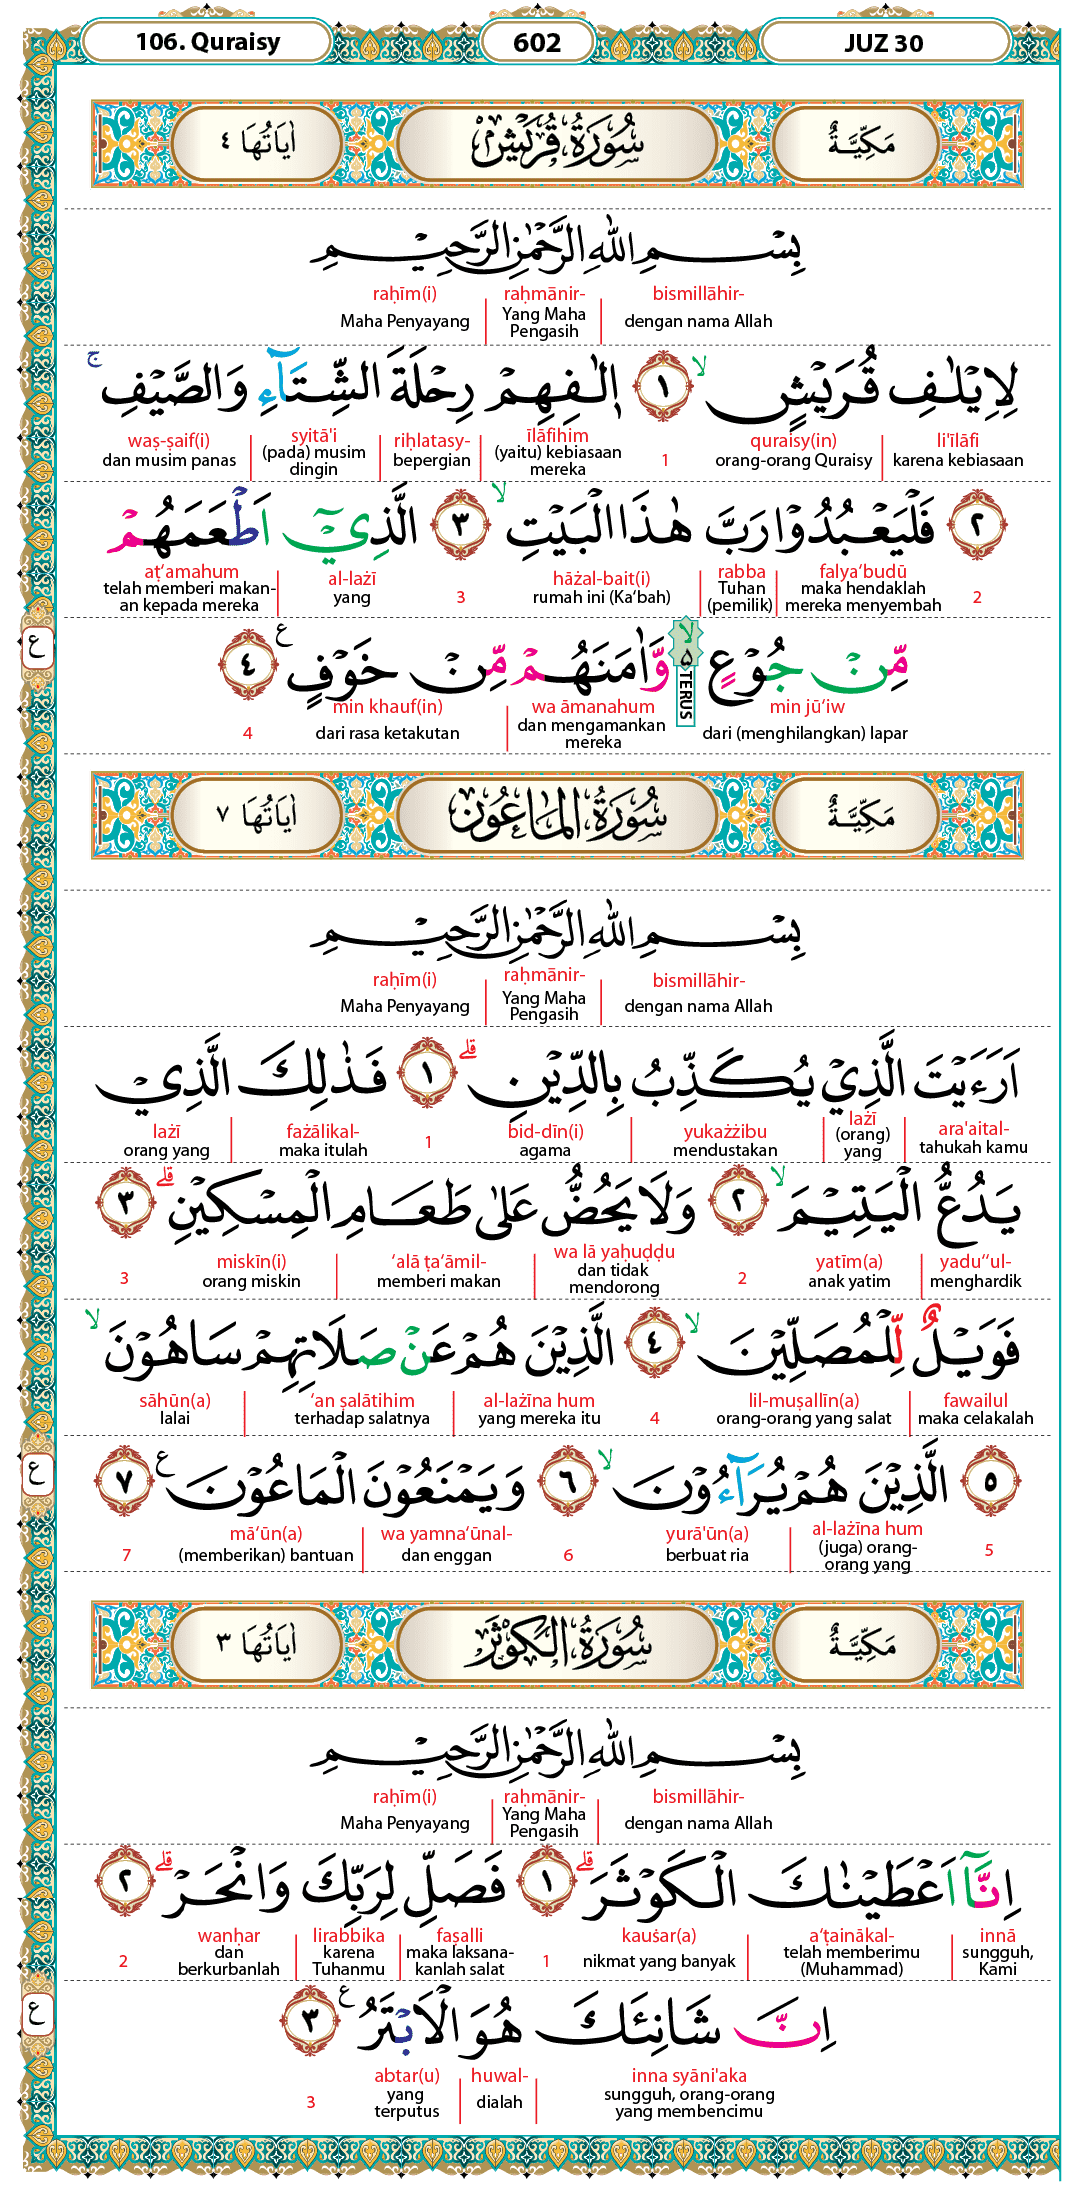 106. Quraisy 602 JUZ 30
مَكِّيَّةٌ سُوْرَةُ قُرَيْشٍ اٰيَاتُهَا ٤
بِسْمِ اللّٰهِ الرَّحْمٰنِ الرَّحِيْمِ
raḥīm(i) raḥmānir- bismillāhir-
Maha Penyayang Yang Maha Pengasih dengan nama Allah
لِاِيْلٰفِ قُرَيْشٍۙ ١ اٖلٰفِهِمْ رِحْلَةَ الشِّتَاۤءِ وَالصَّيْفِۚ
waṣ-ṣaif(i) syitā'i riḥlatasy- īlāfihim quraisy(in) li'īlāfi
dan musim panas (pada) musim dingin bepergian (yaitu) kebiasaan mereka 1 orang-orang Quraisy karena kebiasaan
٢ فَلْيَعْبُدُوْا رَبَّ هٰذَا الْبَيْتِۙ ٣ الَّذِيْٓ اَطْعَمَهُمْ
aṭ‘amahum al-lażī hāżal-bait(i) rabba falya‘budū
telah memberi makan-an kepada mereka yang 3 rumah ini (Ka‘bah) Tuhan (pemilik) maka hendaklah mereka menyembah 2
ع مِّنْ جُوْعٍ ۙ ۵ TERUS وَّاٰمَنَهُمْ مِّنْ خَوْفٍ ࣖ ٤
min khauf(in) wa āmanahum min jū‘iw
4 dari rasa ketakutan dan mengamankan mereka dari (menghilangkan) lapar
مَكِّيَّةٌ سُوْرَةُ الْمَاعُوْنِ اٰيَاتُهَا ٧
بِسْمِ اللّٰهِ الرَّحْمٰنِ الرَّحِيْمِ
raḥīm(i) raḥmānir- bismillāhir-
Maha Penyayang Yang Maha Pengasih dengan nama Allah
اَرَءَيْتَ الَّذِيْ يُكَذِّبُ بِالدِّيْنِۗ ١ فَذٰلِكَ الَّذِيْ
lażī fażālikal- bid-dīn(i) yukażżibu lażī ara'aital-
orang yang maka itulah 1 agama mendustakan (orang) yang tahukah kamu
يَدُعُّ الْيَتِيْمَۙ ٢ وَلَا يَحُضُّ عَلٰى طَعَامِ الْمِسْكِيْنِۗ ٣
miskīn(i) ‘alā ṭa‘āmil- wa lā yaḥuḍḍu yatīm(a) yadu‘‘ul-
3 orang miskin memberi makan dan tidak mendorong 2 anak yatim menghardik
فَوَيْلٌ لِّلْمُصَلِّيْنَۙ ٤ الَّذِيْنَ هُمْ عَنْ صَلَاتِهِمْ سَاهُوْنَۙ
sāhūn(a) ‘an ṣalātihim al-lażīna hum lil-muṣallīn(a) fawailul
lalai terhadap salatnya yang mereka itu 4 orang-orang yang salat maka celakalah
ع ٥ الَّذِيْنَ هُمْ يُرَاۤءُوْنَۙ ٦ وَيَمْنَعُوْنَ الْمَاعُوْنَ ࣖ ٧
mā‘ūn(a) wa yamna‘ūnal- yurā'ūn(a) al-lażīna hum
7 (memberikan) bantuan dan enggan 6 berbuat ria (juga) orang-orang yang 5
مَكِّيَّةٌ سُوْرَةُ الْكَوْثَرِ اٰيَاتُهَا ٣
بِسْمِ اللّٰهِ الرَّحْمٰنِ الرَّحِيْمِ
raḥīm(i) raḥmānir- bismillāhir-
Maha Penyayang Yang Maha Pengasih dengan nama Allah
اِنَّآ اَعْطَيْنٰكَ الْكَوْثَرَۗ ١ فَصَلِّ لِرَبِّكَ وَانْحَرْۗ ٢
wanḥar lirabbika faṣalli kauṡar(a) a‘ṭainākal- innā
2 dan berkurbanlah karena Tuhanmu maka laksana-kanlah salat 1 nikmat yang banyak telah memberimu (Muhammad) sungguh, Kami
ع اِنَّ شَانِئَكَ هُوَ الْاَبْتَرُ ࣖ ٣
abtar(u) huwal- inna syāni'aka
3 yang terputus dialah sungguh, orang-orang yang membencimu